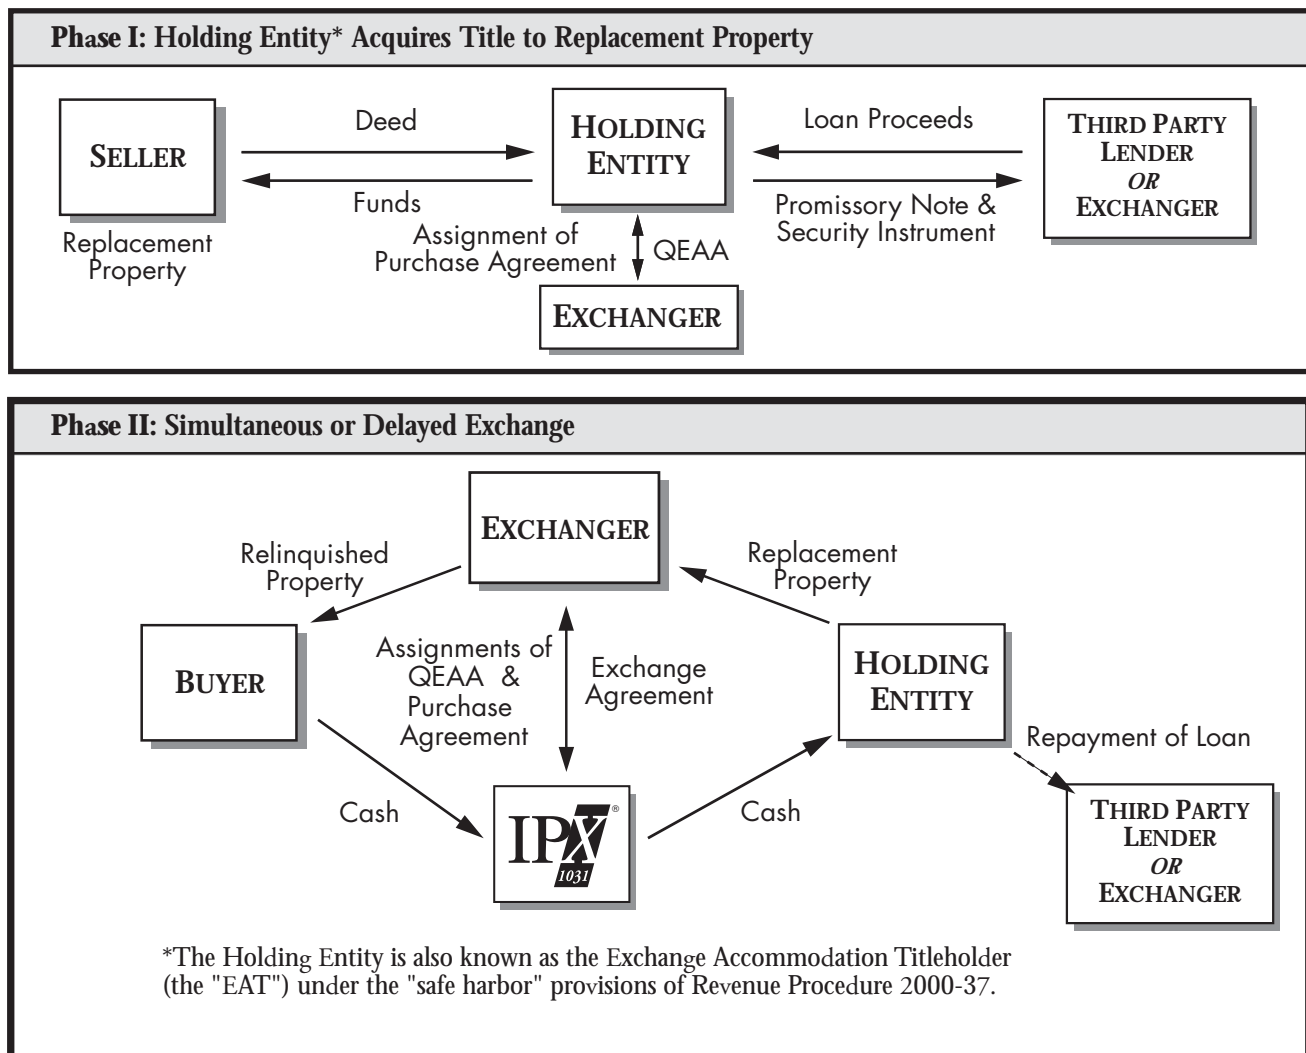 Phase I: Holding Entity* Acquires Title to Replacement Property
SELLER
Replacement
Property
Deed
Funds
HOLDING
ENTITY
Assignment of
Purchase Agreement
QEAA
EXCHANGER
Loan Proceeds
Promissory Note &
Security Instrument
THIRD PARTY
LENDER
OR
EXCHANGER
Phase II: Simultaneous or Delayed Exchange
EXCHANGER
Relinquished
Property
Replacement
Property
BUYER
Assignments of
QEAA &
Purchase
Agreement
Exchange
Agreement
HOLDING
ENTITY
Repayment of Loan
Cash
IPX®
1031
Cash
THIRD PARTY
LENDER
OR
EXCHANGER
*The Holding Entity is also known as the Exchange Accommodation Titleholder
(the "EAT") under the "safe harbor" provisions of Revenue Procedure 2000-37.